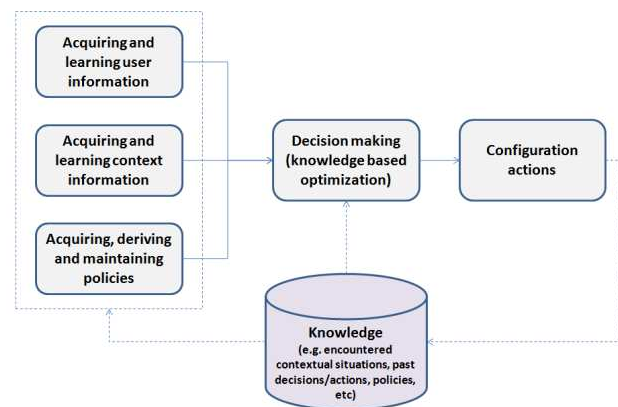 Acquiring and
learning user
information
Acquiring and
learning context
information
Acquiring, deriving
and maintaining
policies
Decision making
(knowledge based
optimization)
Configuration
actions
Knowledge
(e.g. encountered
contextual situations, past
decisions/actions, policies,
etc)